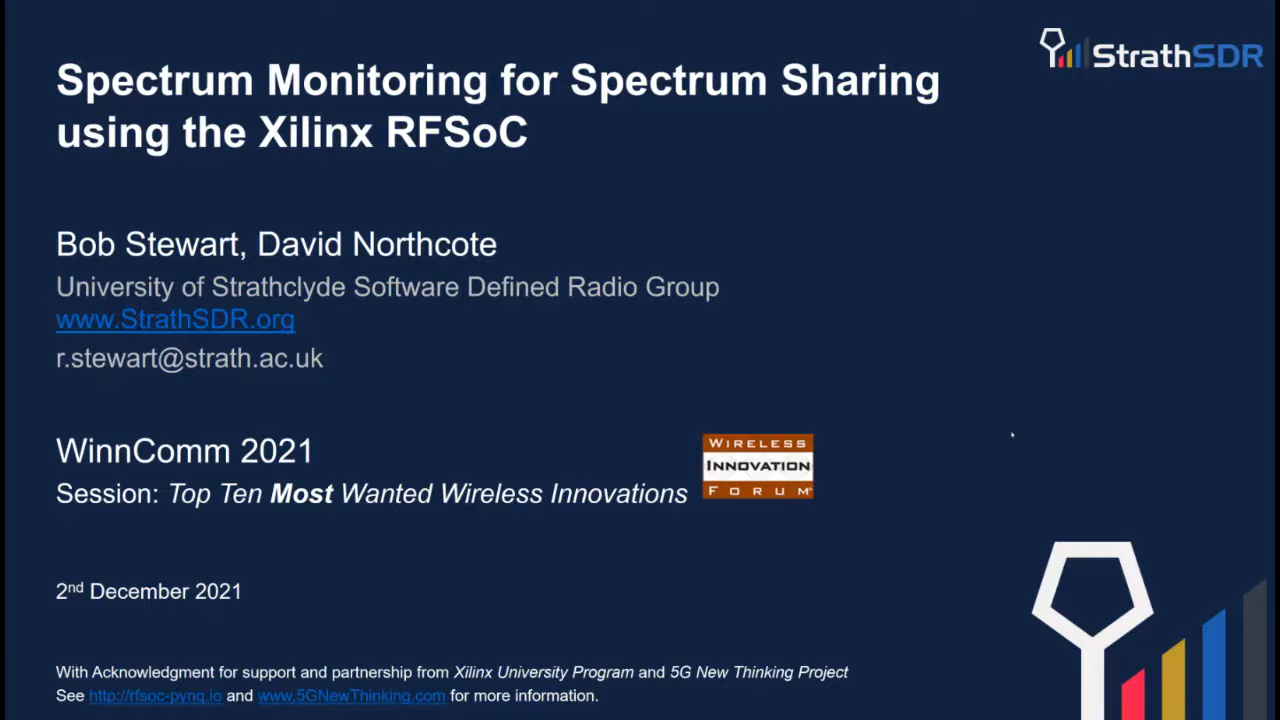 StrathSDR
Spectrum Monitoring for Spectrum Sharing
using the Xilinx RFSoC
Bob Stewart, David Northcote
University of Strathclyde Software Defined Radio Group
www.StrathSDR.org
r.stewart@strath.ac.uk
WinnComm 2021
Session: Top Ten Most Wanted Wireless Innovations
WIRELESS
INNOVATION
FORUM®
2nd December 2021
With Acknowledgment for support and partnership from Xilinx University Program and 5G New Thinking Project
See http://rfsoc-pynq.io and www.5GNewThinking.com for more information.